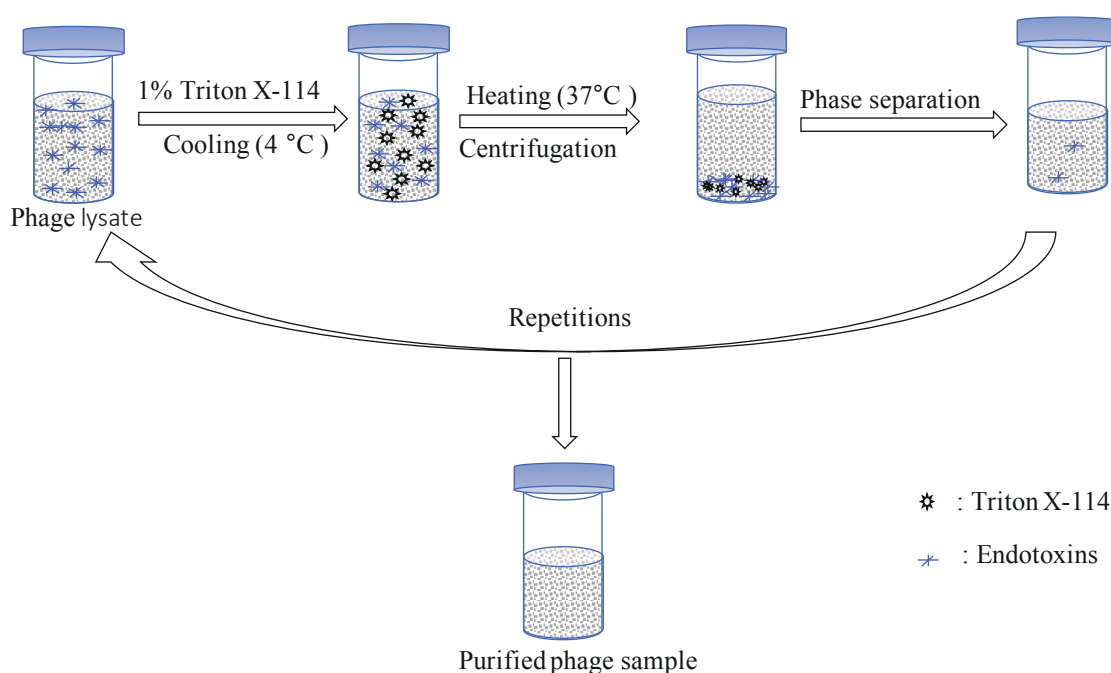 1% Triton X-114
Cooling (4 °C )
Heating (37°C )
Centrifugation
Phase separation
Phage lysate
Repetitions
: Triton X-114
: Endotoxins
Purified phage sample